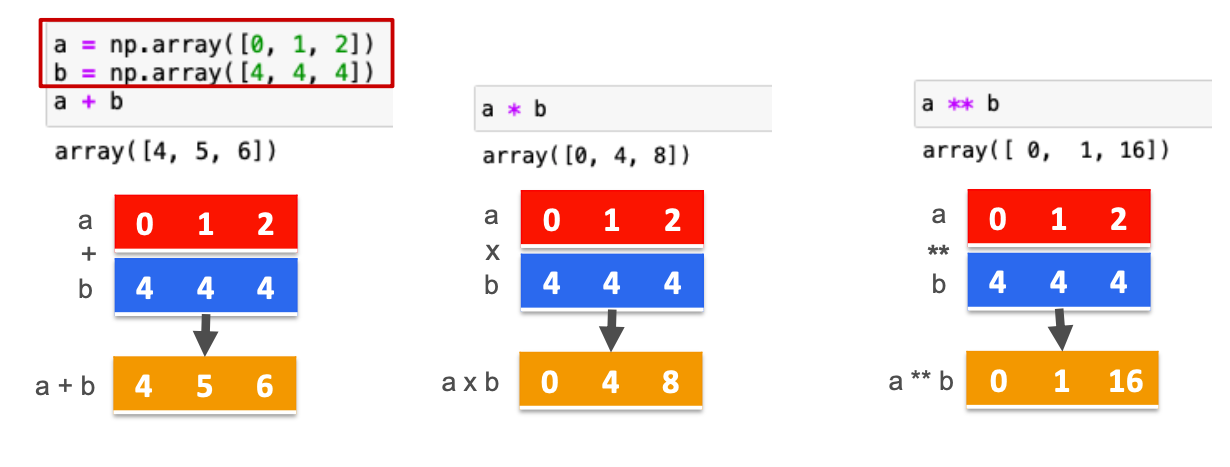 a = np.array([0, 1, 2])
b = np.array([4, 4, 4])
a + b
array([4, 5, 6])
a 0 1 2
+
b 4 4 4
a + b 4 5 6
a * b
array([0, 4, 8])
a 0 1 2
x
b 4 4 4
a x b 0 4 8
a ** b
array([ 0,  1, 16])
a 0 1 2
**
b 4 4 4
a ** b 0 1 16